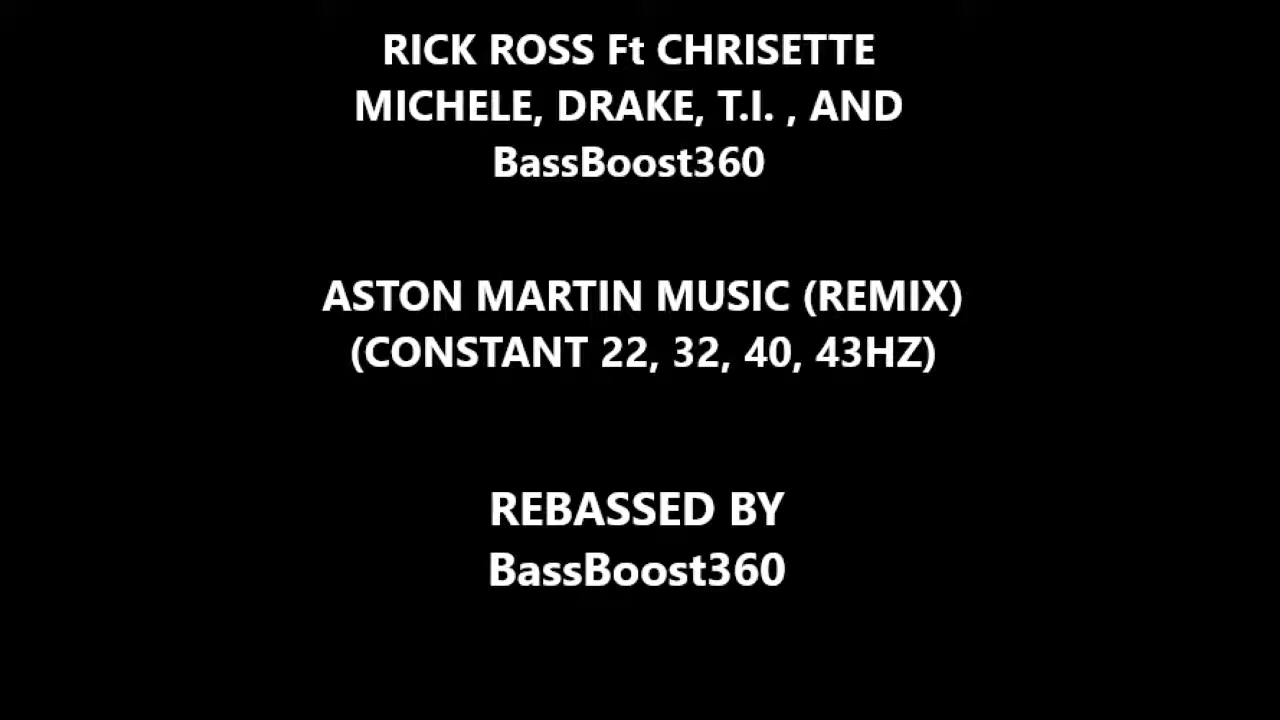 RICK ROSS Ft CHRISETTE
MICHELE, DRAKE, T.I. , AND
BassBoost360
ASTON MARTIN MUSIC (REMIX)
(CONSTANT 22, 32, 40, 43HZ)
REBASSED BY
BassBoost360